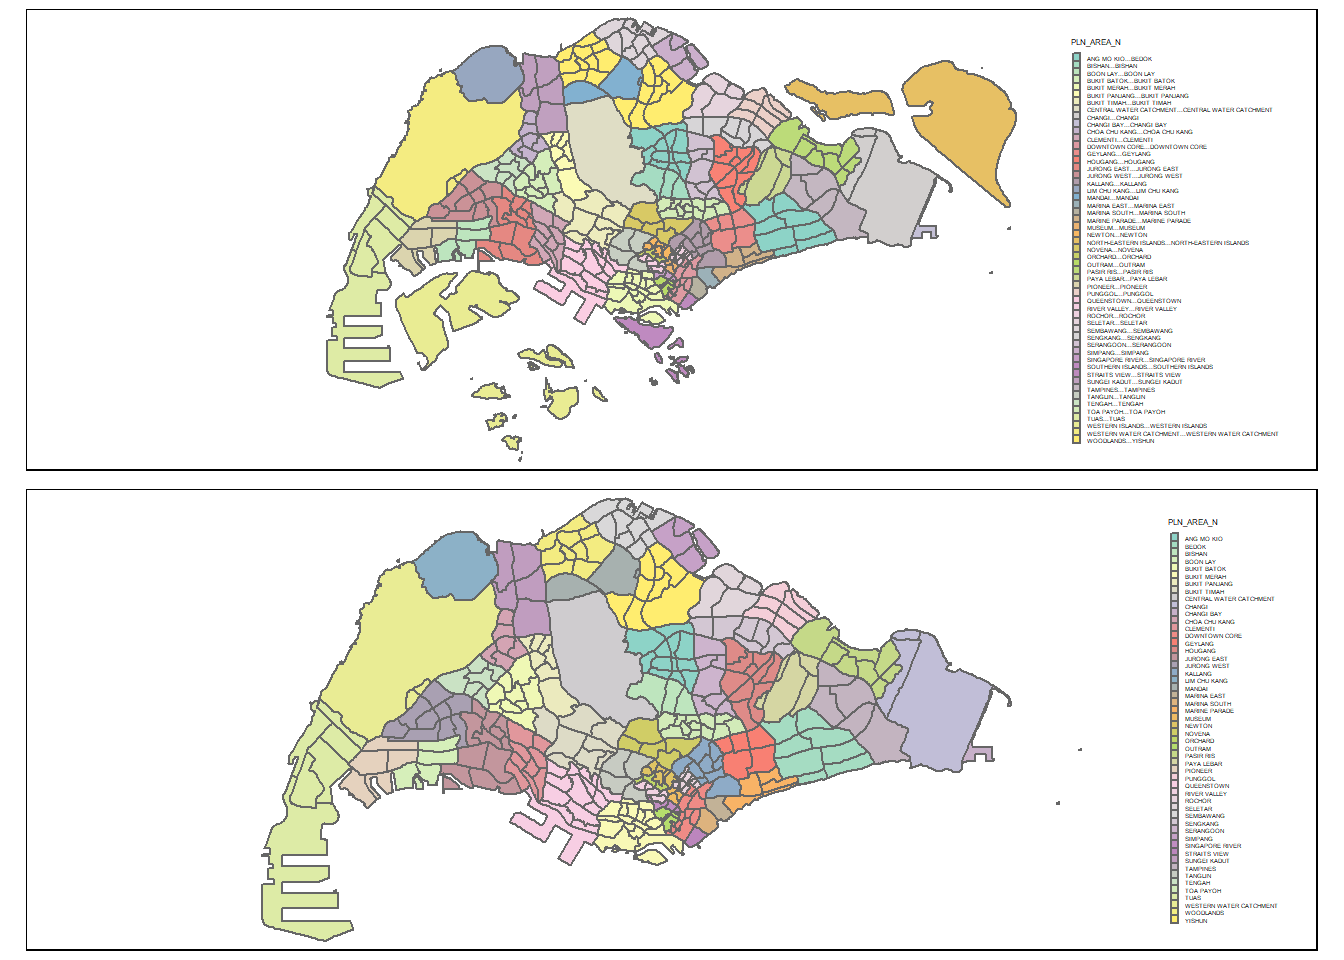 PLN_AREA_N
ANG MO KIO...BEDOK
BISHAN...BISHAN
BOON LAY...BOON LAY
BUKIT BATOK...BUKIT BATOK
BUKIT MERAH...BUKIT MERAH
BUKIT PANJANG...BUKIT PANJANG
BUKIT TIMAH...BUKIT TIMAH
CENTRAL WATER CATCHMENT...CENTRAL WATER CATCHMENT
CHANGI...CHANGI
CHANGI BAY...CHANGI BAY
CHOA CHU KANG...CHOA CHU KANG
CLEMENTI...CLEMENTI
DOWNTOWN CORE...DOWNTOWN CORE
GEYLANG...GEYLANG
HOUGANG...HOUGANG
JURONG EAST...JURONG EAST
JURONG WEST...JURONG WEST
KALLANG...KALLANG
LIM CHU KANG...LIM CHU KANG
MANDAI...MANDAI
MARINA EAST...MARINA EAST
MARINA SOUTH...MARINA SOUTH
MARINE PARADE...MARINE PARADE
MUSEUM...MUSEUM
NEWTON...NEWTON
NORTH-EASTERN ISLANDS...NORTH-EASTERN ISLANDS
NOVENA...NOVENA
ORCHARD...ORCHARD
OUTRAM...OUTRAM
PASIR RIS...PASIR RIS
PAYA LEBAR...PAYA LEBAR
PIONEER...PIONEER
PUNGGOL...PUNGGOL
QUEENSTOWN...QUEENSTOWN
RIVER VALLEY...RIVER VALLEY
ROCHOR...ROCHOR
SELETAR...SELETAR
SEMBAWANG...SEMBAWANG
SENGKANG...SENGKANG
SERANGOON...SERANGOON
SIMPANG...SIMPANG
SINGAPORE RIVER...SINGAPORE RIVER
SOUTHERN ISLANDS...SOUTHERN ISLANDS
STRAITS VIEW...STRAITS VIEW
SUNGEI KADUT...SUNGEI KADUT
TAMPINES...TAMPINES
TANGLIN...TANGLIN
TENGAH...TENGAH
TOA PAYOH...TOA PAYOH
TUAS...TUAS
WESTERN ISLANDS...WESTERN ISLANDS
WESTERN WATER CATCHMENT...WESTERN WATER CATCHMENT
WOODLANDS...YISHUN
PLN_AREA_N
ANG MO KIO
BEDOK
BISHAN
BOON LAY
BUKIT BATOK
BUKIT MERAH
BUKIT PANJANG
BUKIT TIMAH
CENTRAL WATER CATCHMENT
CHANGI
CHANGI BAY
CHOA CHU KANG
CLEMENTI
DOWNTOWN CORE
GEYLANG
HOUGANG
JURONG EAST
JURONG WEST
KALLANG
LIM CHU KANG
MANDAI
MARINA EAST
MARINA SOUTH
MARINE PARADE
MUSEUM
NEWTON
NOVENA
ORCHARD
OUTRAM
PASIR RIS
PAYA LEBAR
PIONEER
PUNGGOL
QUEENSTOWN
RIVER VALLEY
ROCHOR
SELETAR
SEMBAWANG
SENGKANG
SERANGOON
SIMPANG
SINGAPORE RIVER
STRAITS VIEW
SUNGEI KADUT
TAMPINES
TANGLIN
TENGAH
TOA PAYOH
TUAS
WESTERN WATER CATCHMENT
WOODLANDS
YISHUN